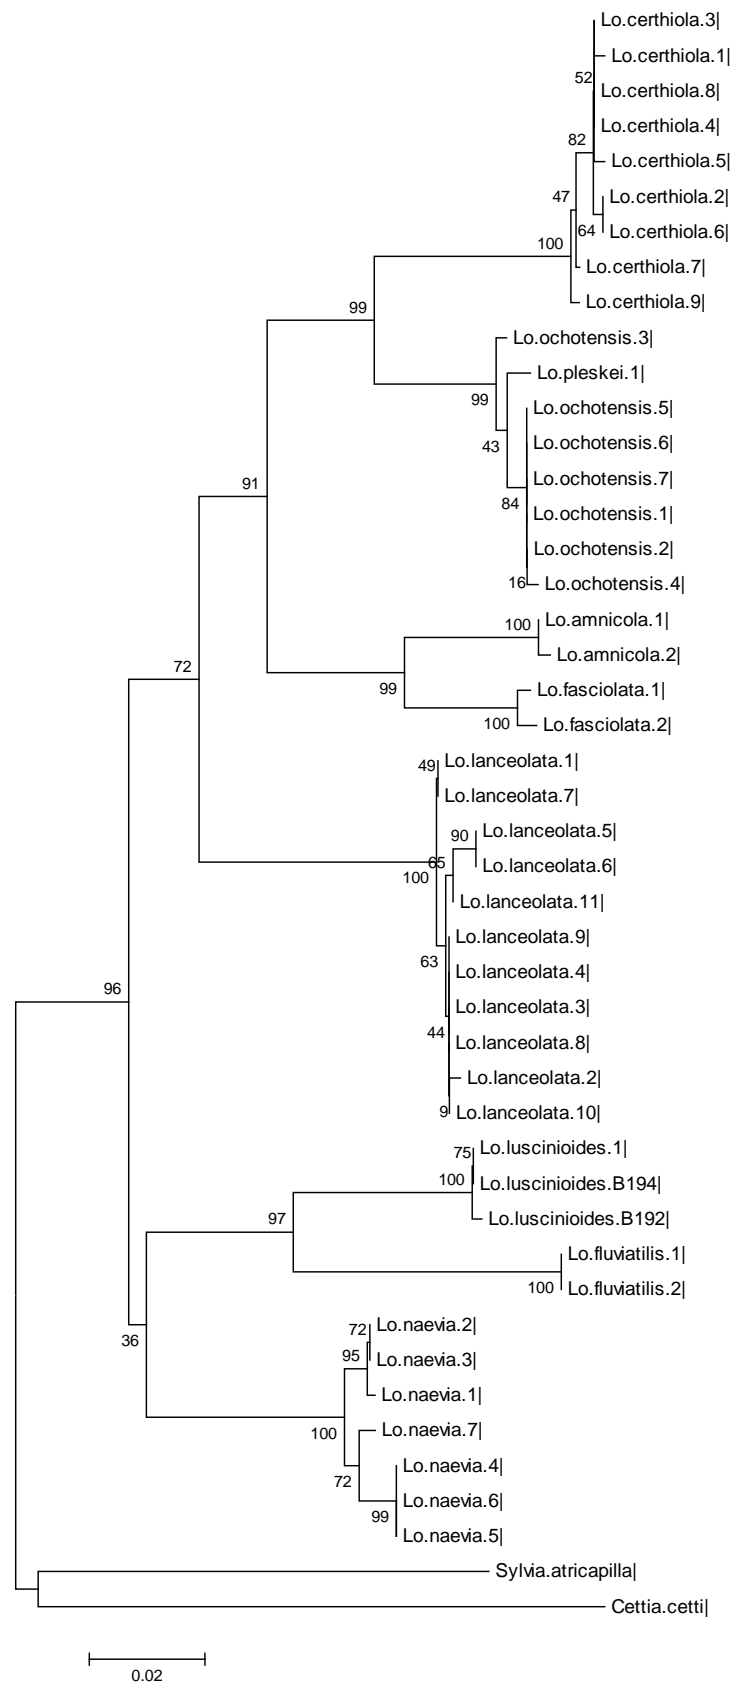 Lo.certhiola.3|
Lo.certhiola.1|
52
Lo.certhiola.8|
Lo.certhiola.4|
82
Lo.certhiola.5|
47
Lo.certhiola.2|
64
Lo.certhiola.6|
100
Lo.certhiola.7|
Lo.certhiola.9|
99
Lo.ochotensis.3|
Lo.pleskei.1|
99
Lo.ochotensis.5|
43
Lo.ochotensis.6|
Lo.ochotensis.7|
91
84
Lo.ochotensis.1|
Lo.ochotensis.2|
16
Lo.ochotensis.4|
100
Lo.amnicola.1|
Lo.amnicola.2|
72
99
Lo.fasciolata.1|
100
Lo.fasciolata.2|
49
Lo.lanceolata.1|
Lo.lanceolata.7|
90
Lo.lanceolata.5|
65
Lo.lanceolata.6|
100
Lo.lanceolata.11|
Lo.lanceolata.9|
63
Lo.lanceolata.4|
96
Lo.lanceolata.3|
44
Lo.lanceolata.8|
Lo.lanceolata.2|
9
Lo.lanceolata.10|
75
Lo.luscinioides.1|
100
Lo.luscinioides.B194|
97
Lo.luscinioides.B192|
Lo.fluviatilis.1|
100
Lo.fluviatilis.2|
36
72
Lo.naevia.2|
95
Lo.naevia.3|
Lo.naevia.1|
100
Lo.naevia.7|
72
Lo.naevia.4|
Lo.naevia.6|
99
Lo.naevia.5|
Sylvia.atricapilla|
Cettia.cetti|
0.02